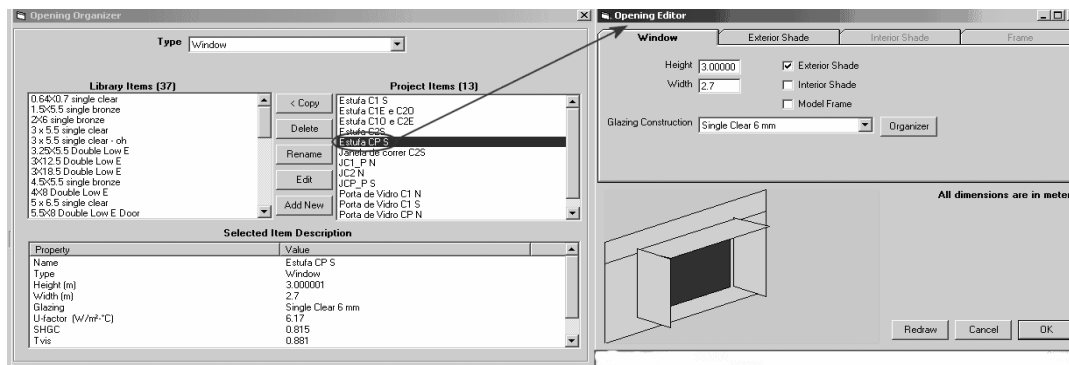 Opening Organizer
Type Window
Library Items (37)
0.64X0.7 single clear
1.5X5.5 single bronze
2X6 single bronze
3 x 5.5 single clear
3 x 5.5 single clear - oh
3.25X5.5 Double Low E
3X12.5 Double Low E
3X18.5 Double Low E
4.5X5.5 single bronze
4X8 Double Low E
5 x 6.5 single clear
5.5X8 Double Low E Door
< Copy
Delete
Rename
Edit
Add New
Project Items (13)
Estufa C1 S
Estufa C1E e C2O
Estufa C1O e C2E
Estufa C2S
Estufa CP S
Janela de correr C2S
JC1_P N
JC2 N
JCP_P S
Porta de Vidro C1 N
Porta de Vidro C1 S
Porta de Vidro CP N
Selected Item Description
Property Value
Name Estufa CP S
Type Window
Height (m) 3.000001
Width (m) 2.7
Glazing Single Clear 6 mm
U-factor (W/m²-°C) 6.17
SHGC 0.815
Tvis 0.881
Opening Editor
Window Exterior Shade Interior Shade Frame
Height 3.00000 Exterior Shade
Width 2.7 Interior Shade
Model Frame
Glazing Construction Single Clear 6 mm Organizer
All dimensions are in meter
Redraw Cancel OK